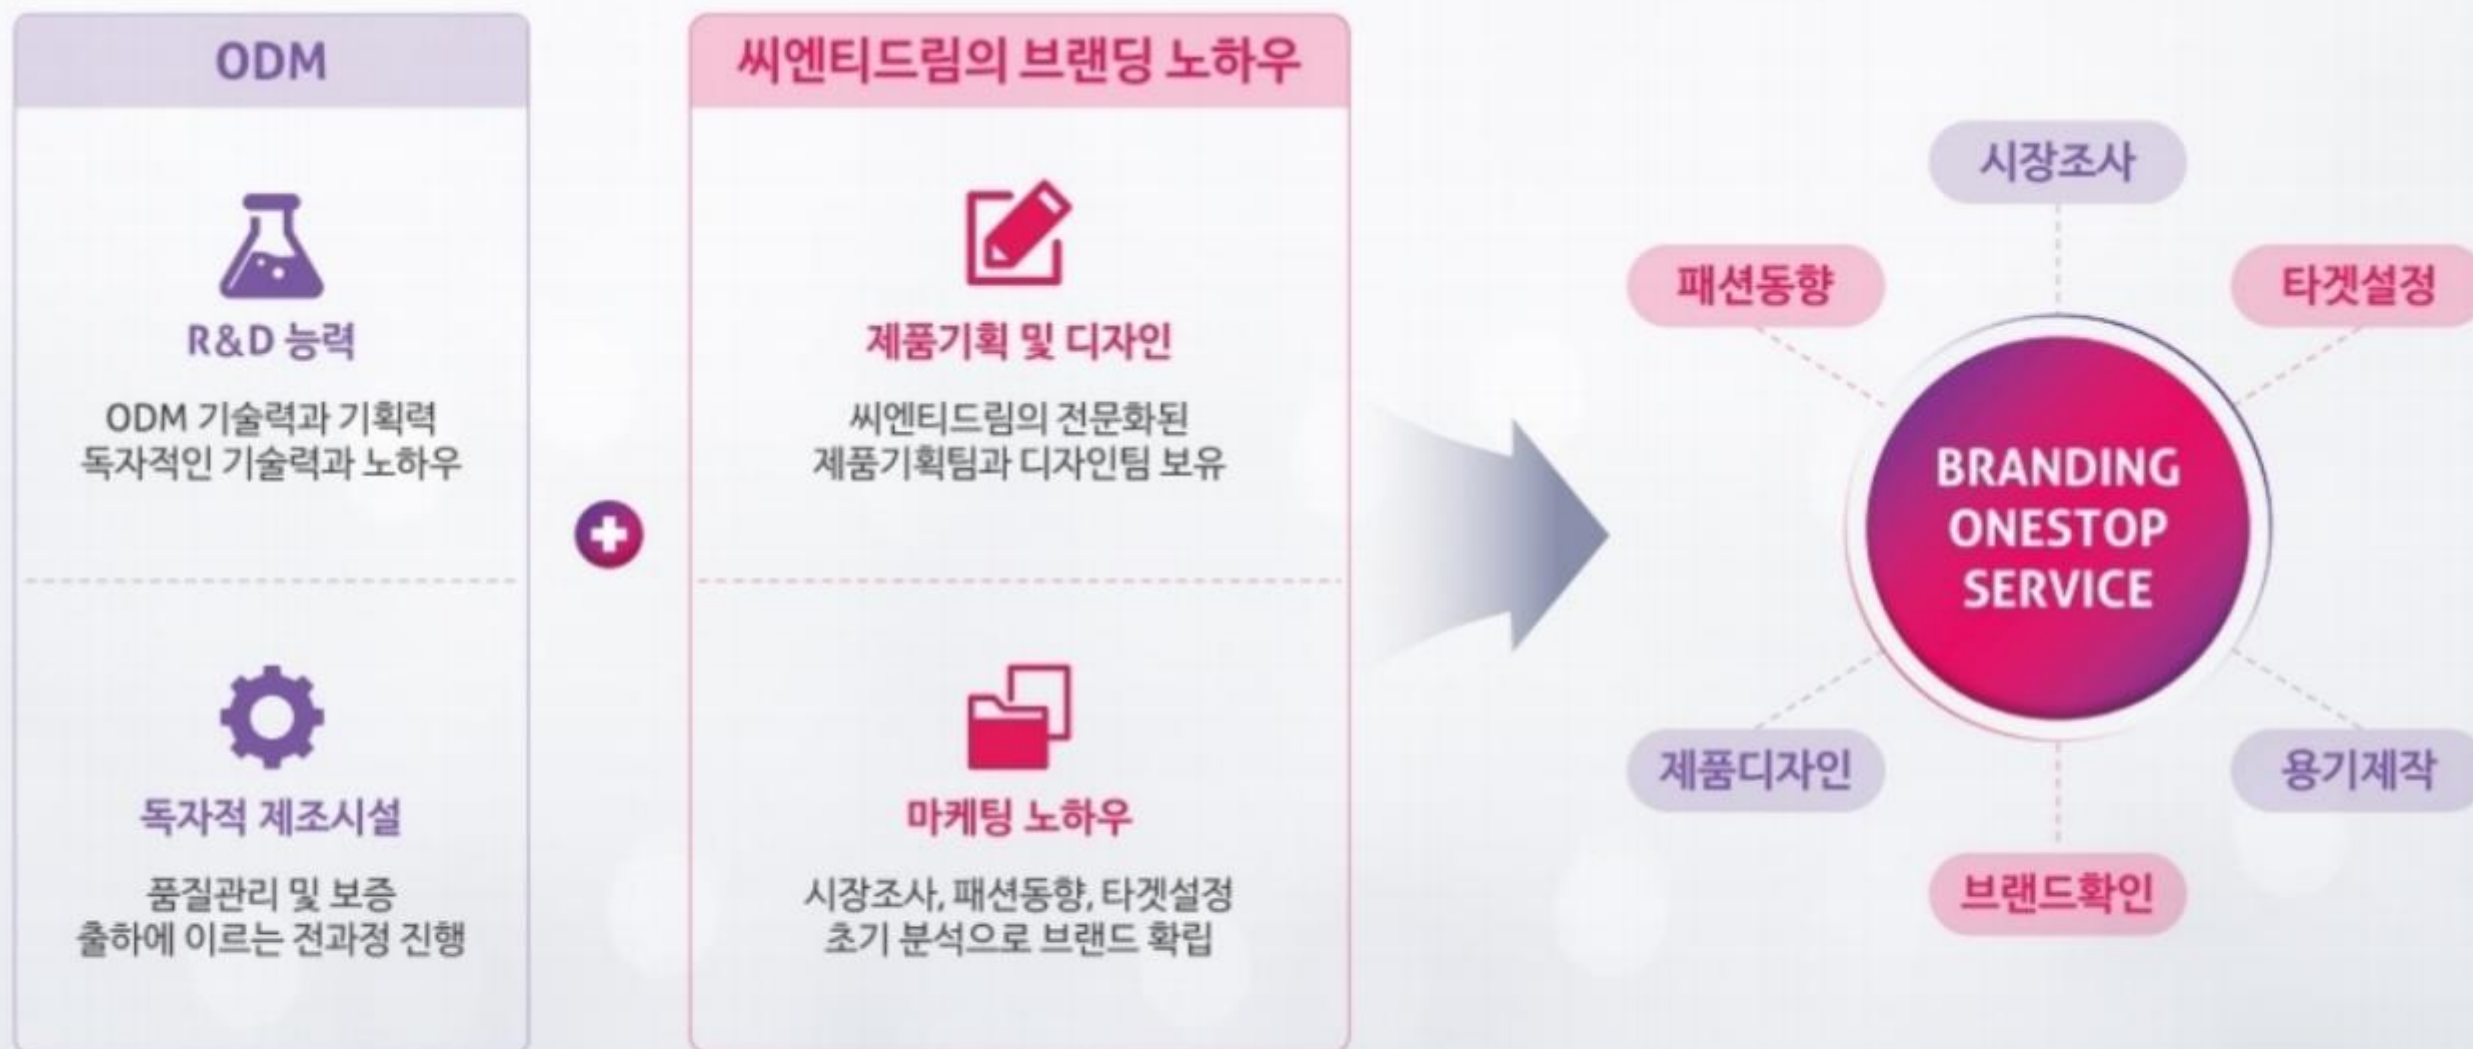 ODM
R&D 능력
ODM 기술력과 기획력
독자적인 기술력과 노하우
독자적 제조시설
품질관리 및 보증
출하에 이르는 전과정 진행
씨엔티드림의 브랜딩 노하우
제품기획 및 디자인
씨엔티드림의 전문화된
제품기획팀과 디자인팀 보유
마케팅 노하우
시장조사, 패션동향, 타겟설정
초기 분석으로 브랜드 확립
시장조사
패션동향
타겟설정
BRANDING
ONESTOP
SERVICE
제품디자인
용기제작
브랜드확인